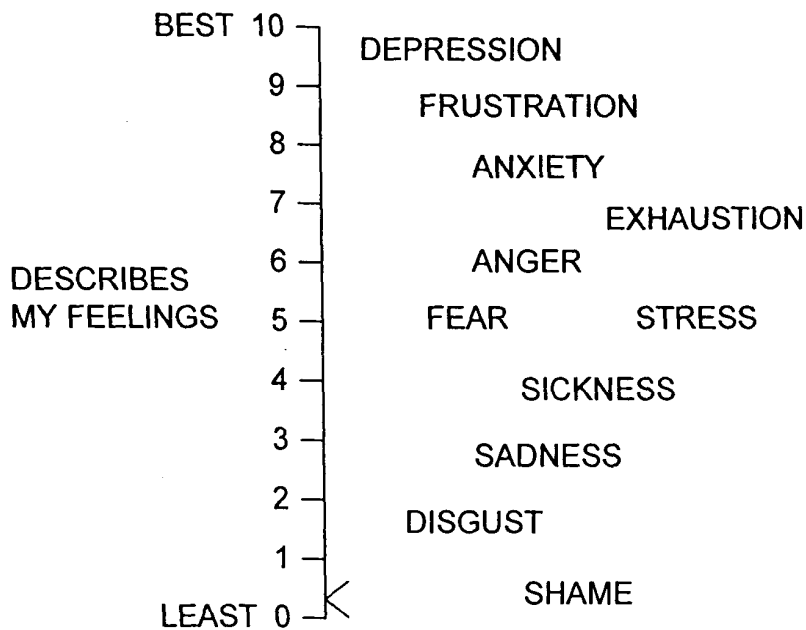 BEST 10
DEPRESSION
9
FRUSTRATION
8
ANXIETY
7
EXHAUSTION
6
ANGER
DESCRIBES
MY FEELINGS
5
FEAR
STRESS
4
SICKNESS
3
SADNESS
2
DISGUST
1
SHAME
LEAST 0